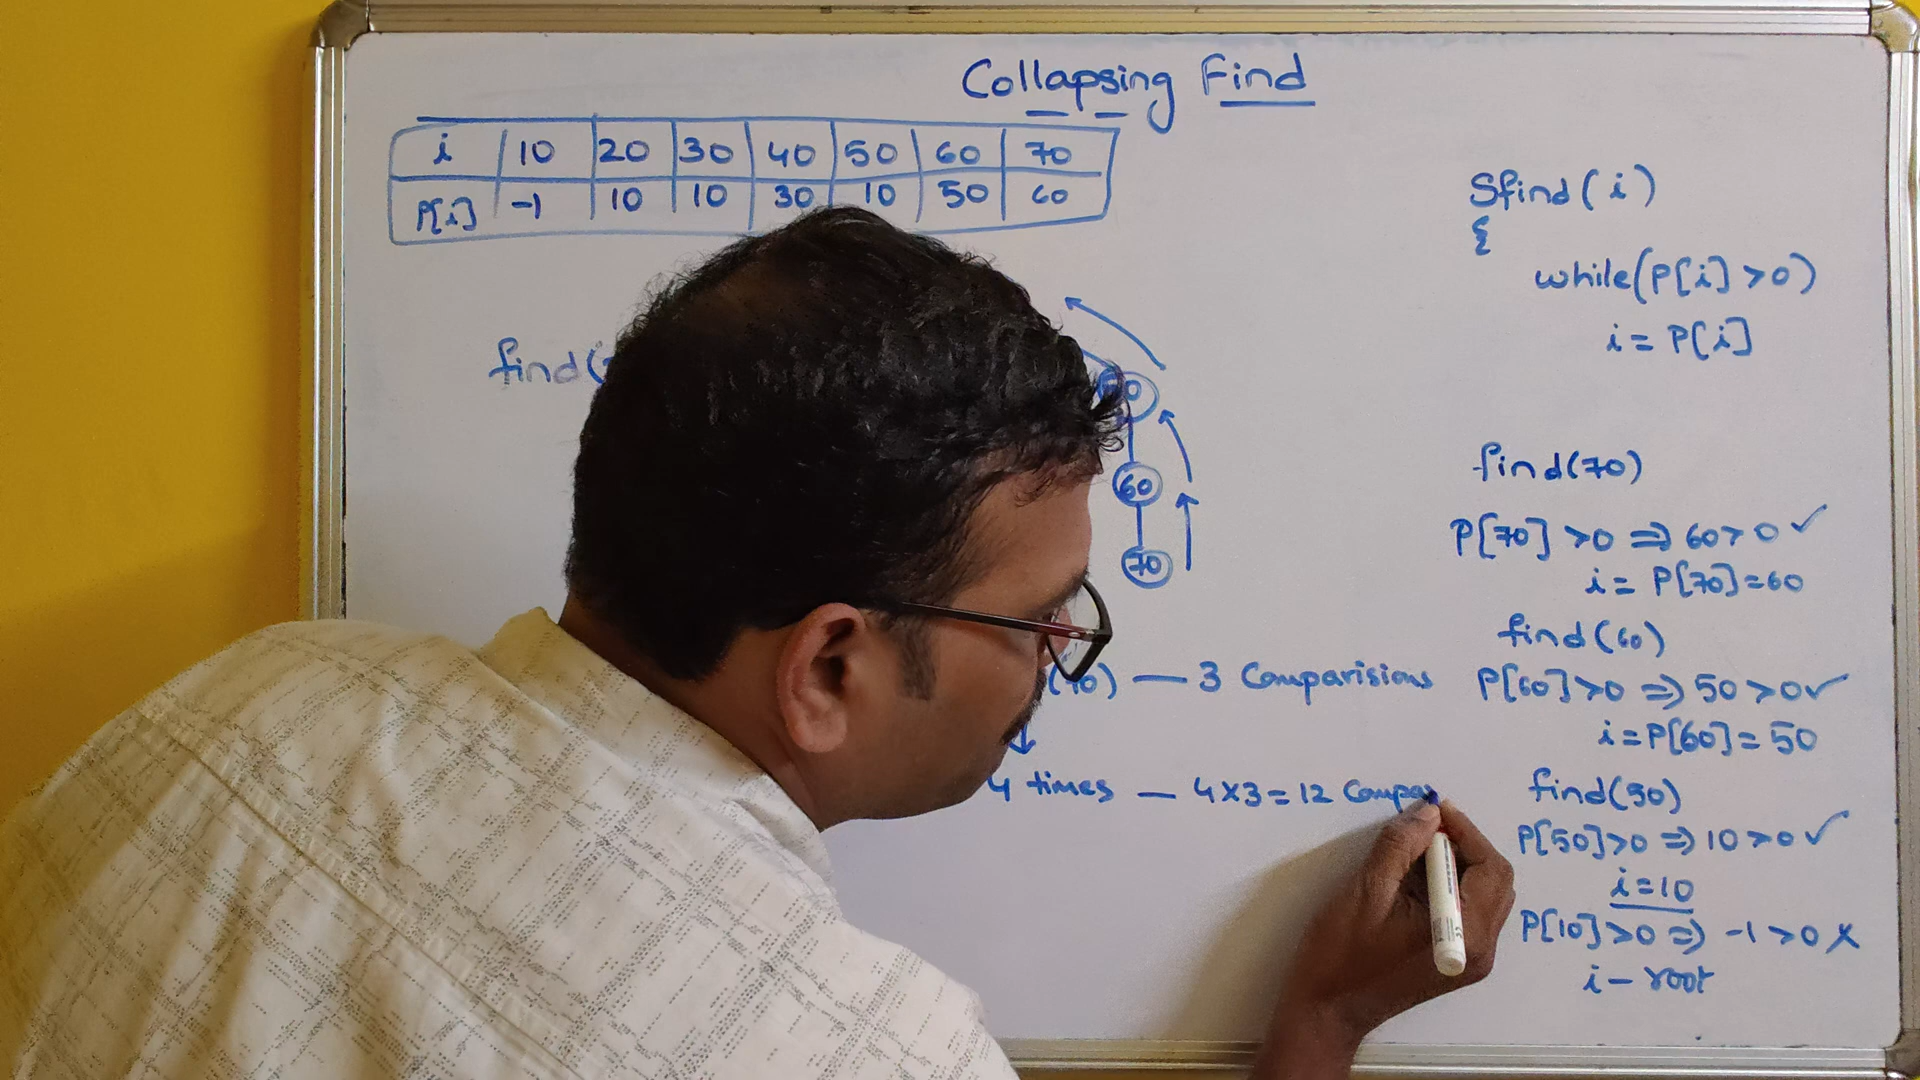 Collapsing Find
i 10 20 30 40 50 60 70
P[i] -1 10 10 30 10 50 60
Sfind(i)
{
while(P[i]>0)
i = P[i]
find(
60
70
find(70)
P[70] >0 ⇒ 60>0 ✓
i = P[70]=60
find(60)
P[60]>0 ⇒ 50>0 ✓
i=P[60]=50
(70) — 3 Comparisions
↓
4 times — 4x3=12 Compa
find(50)
P[50]>0 ⇒ 10>0 ✓
i=10
P[10]>0 ⇒ -1>0 x
i - root